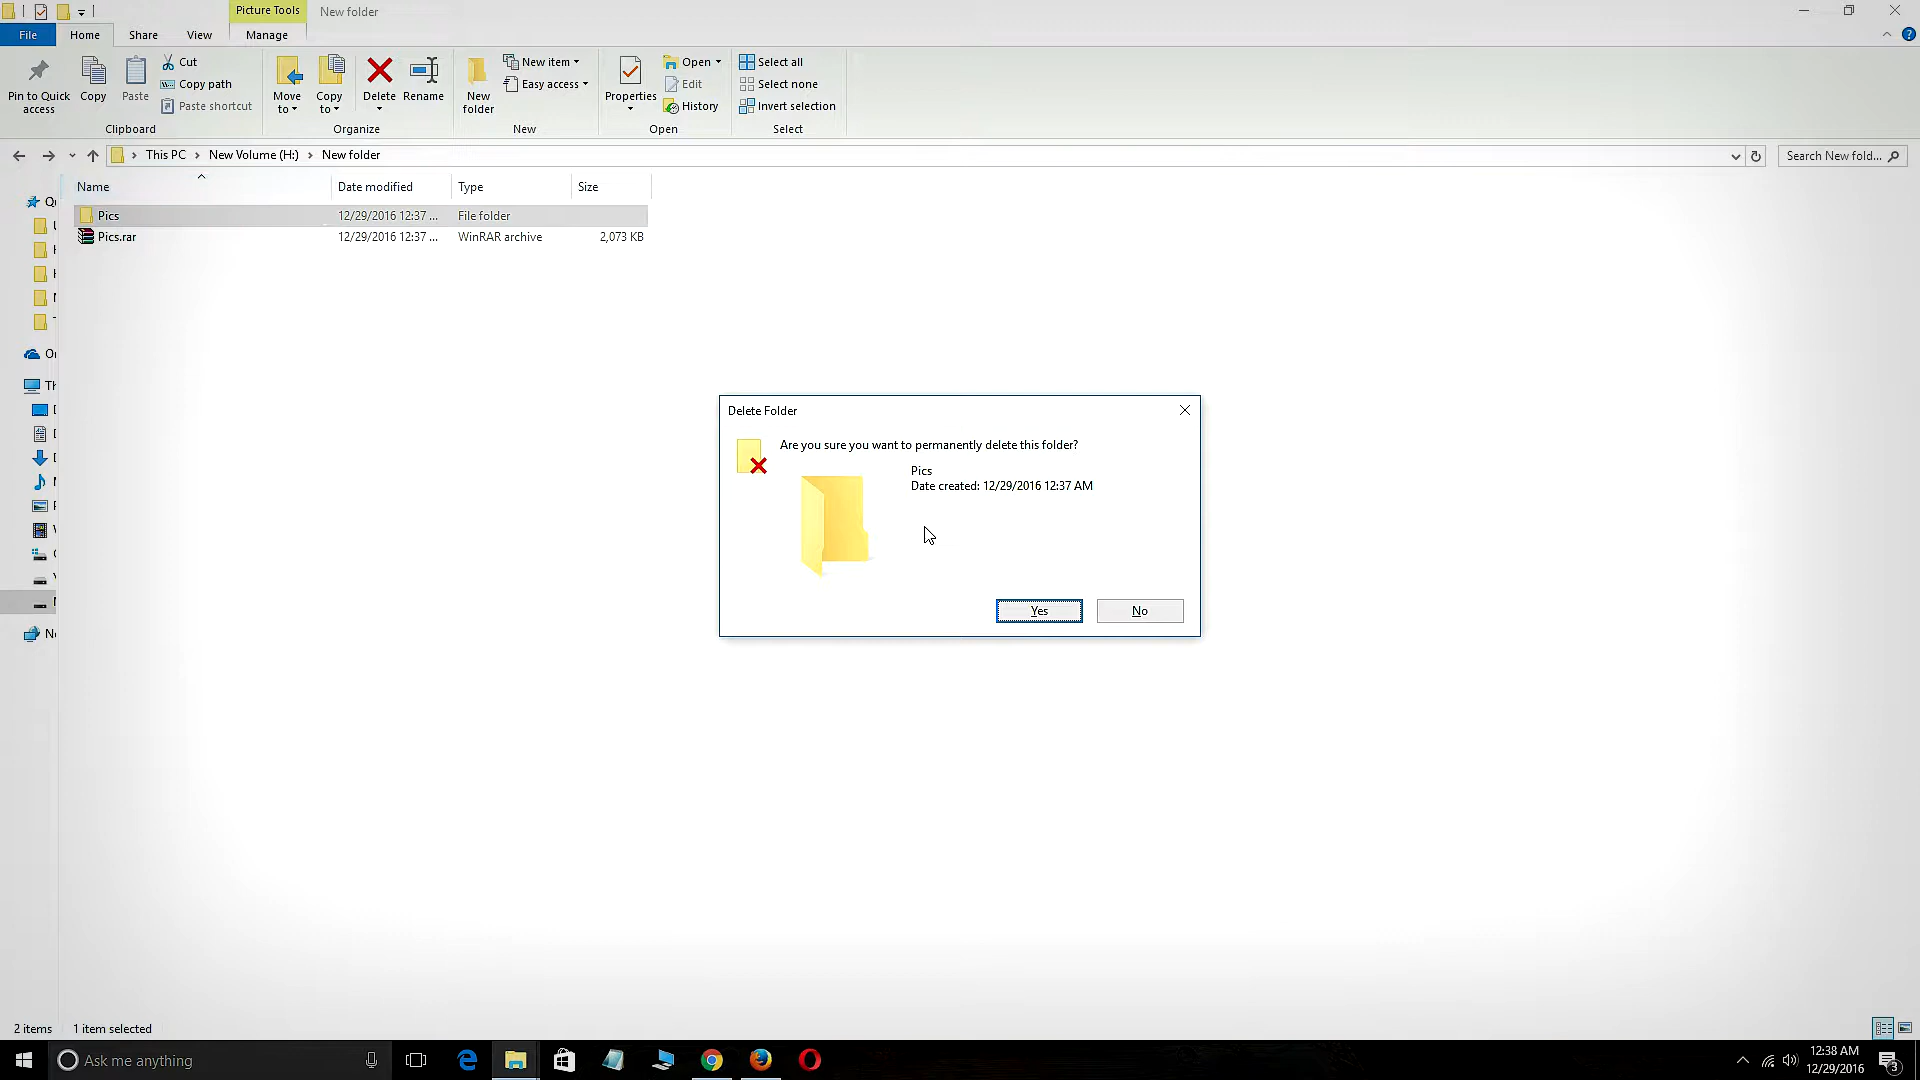 Picture Tools
New folder
File
Home
Share
View
Manage
Pin to Quick access
Copy
Paste
Cut
Copy path
Paste shortcut
Clipboard
Move to
Copy to
Delete
Rename
Organize
New folder
New item
Easy access
New
Properties
Open
Edit
History
Open
Select all
Select none
Invert selection
Select
This PC
New Volume (H:)
New folder
Search New fold...
Name
Date modified
Type
Size
Pics
12/29/2016 12:37 ...
File folder
Pics.rar
12/29/2016 12:37 ...
WinRAR archive
2,073 KB
Delete Folder
Are you sure you want to permanently delete this folder?
Pics
Date created: 12/29/2016 12:37 AM
Yes
No
2 items
1 item selected
Ask me anything
12:38 AM
12/29/2016
3